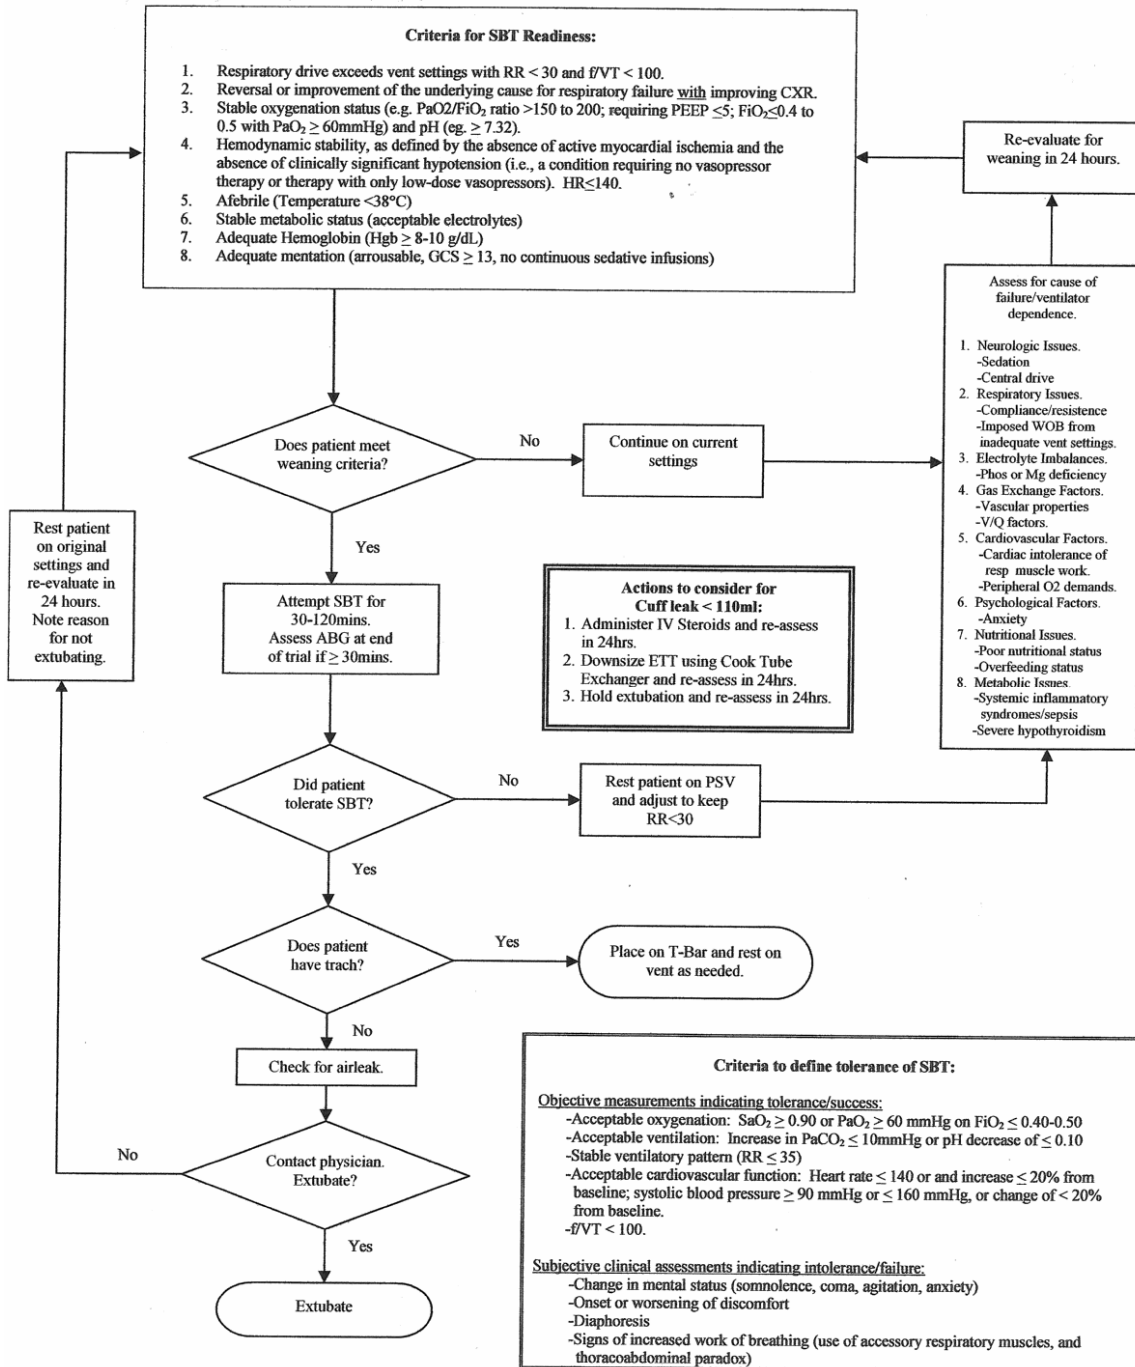 Criteria for SBT Readiness:
1. Respiratory drive exceeds vent settings with RR < 30 and f/VT < 100.
2. Reversal or improvement of the underlying cause for respiratory failure with improving CXR.
3. Stable oxygenation status (e.g. PaO2/FiO₂ ratio >150 to 200; requiring PEEP ≤5; FiO₂≤0.4 to
0.5 with PaO₂ ≥ 60mmHg) and pH (eg. ≥ 7.32).
4. Hemodynamic stability, as defined by the absence of active myocardial ischemia and the
absence of clinically significant hypotension (i.e., a condition requiring no vasopressor
therapy or therapy with only low-dose vasopressors). HR≤140.
5. Afebrile (Temperature <38°C)
6. Stable metabolic status (acceptable electrolytes)
7. Adequate Hemoglobin (Hgb ≥ 8-10 g/dL)
8. Adequate mentation (arrousable, GCS ≥ 13, no continuous sedative infusions)
Re-evaluate for
weaning in 24 hours.
Assess for cause of
failure/ventilator
dependence.
1. Neurologic Issues.
-Sedation
-Central drive
2. Respiratory Issues.
-Compliance/resistence
-Imposed WOB from
inadequate vent settings.
3. Electrolyte Imbalances.
-Phos or Mg deficiency
4. Gas Exchange Factors.
-Vascular properties
-V/Q factors.
5. Cardiovascular Factors.
-Cardiac intolerance of
resp muscle work.
-Peripheral O2 demands.
6. Psychological Factors.
-Anxiety
7. Nutritional Issues.
-Poor nutritional status
-Overfeeding status
8. Metabolic Issues.
-Systemic inflammatory
syndromes/sepsis
-Severe hypothyroidism
Does patient meet
weaning criteria?
No
Continue on current
settings
Yes
Rest patient
on original
settings and
re-evaluate in
24 hours.
Note reason
for not
extubating.
Attempt SBT for
30-120mins.
Assess ABG at end
of trial if ≥ 30mins.
Actions to consider for
Cuff leak < 110ml:
1. Administer IV Steroids and re-assess
in 24hrs.
2. Downsize ETT using Cook Tube
Exchanger and re-assess in 24hrs.
3. Hold extubation and re-assess in 24hrs.
Did patient
tolerate SBT?
No
Rest patient on PSV
and adjust to keep
RR<30
Yes
Does patient
have trach?
Yes
Place on T-Bar and rest on
vent as needed.
No
Check for airleak.
Contact physician.
Extubate?
No
Yes
Extubate
Criteria to define tolerance of SBT:
Objective measurements indicating tolerance/success:
-Acceptable oxygenation: SaO₂ ≥ 0.90 or PaO₂ ≥ 60 mmHg on FiO₂ ≤ 0.40-0.50
-Acceptable ventilation: Increase in PaCO₂ ≤ 10mmHg or pH decrease of ≤ 0.10
-Stable ventilatory pattern (RR ≤ 35)
-Acceptable cardiovascular function: Heart rate ≤ 140 or and increase ≤ 20% from
baseline; systolic blood pressure ≥ 90 mmHg or ≤ 160 mmHg, or change of < 20%
from baseline.
-f/VT < 100.
Subjective clinical assessments indicating intolerance/failure:
-Change in mental status (somnolence, coma, agitation, anxiety)
-Onset or worsening of discomfort
-Diaphoresis
-Signs of increased work of breathing (use of accessory respiratory muscles, and
thoracoabdominal paradox)